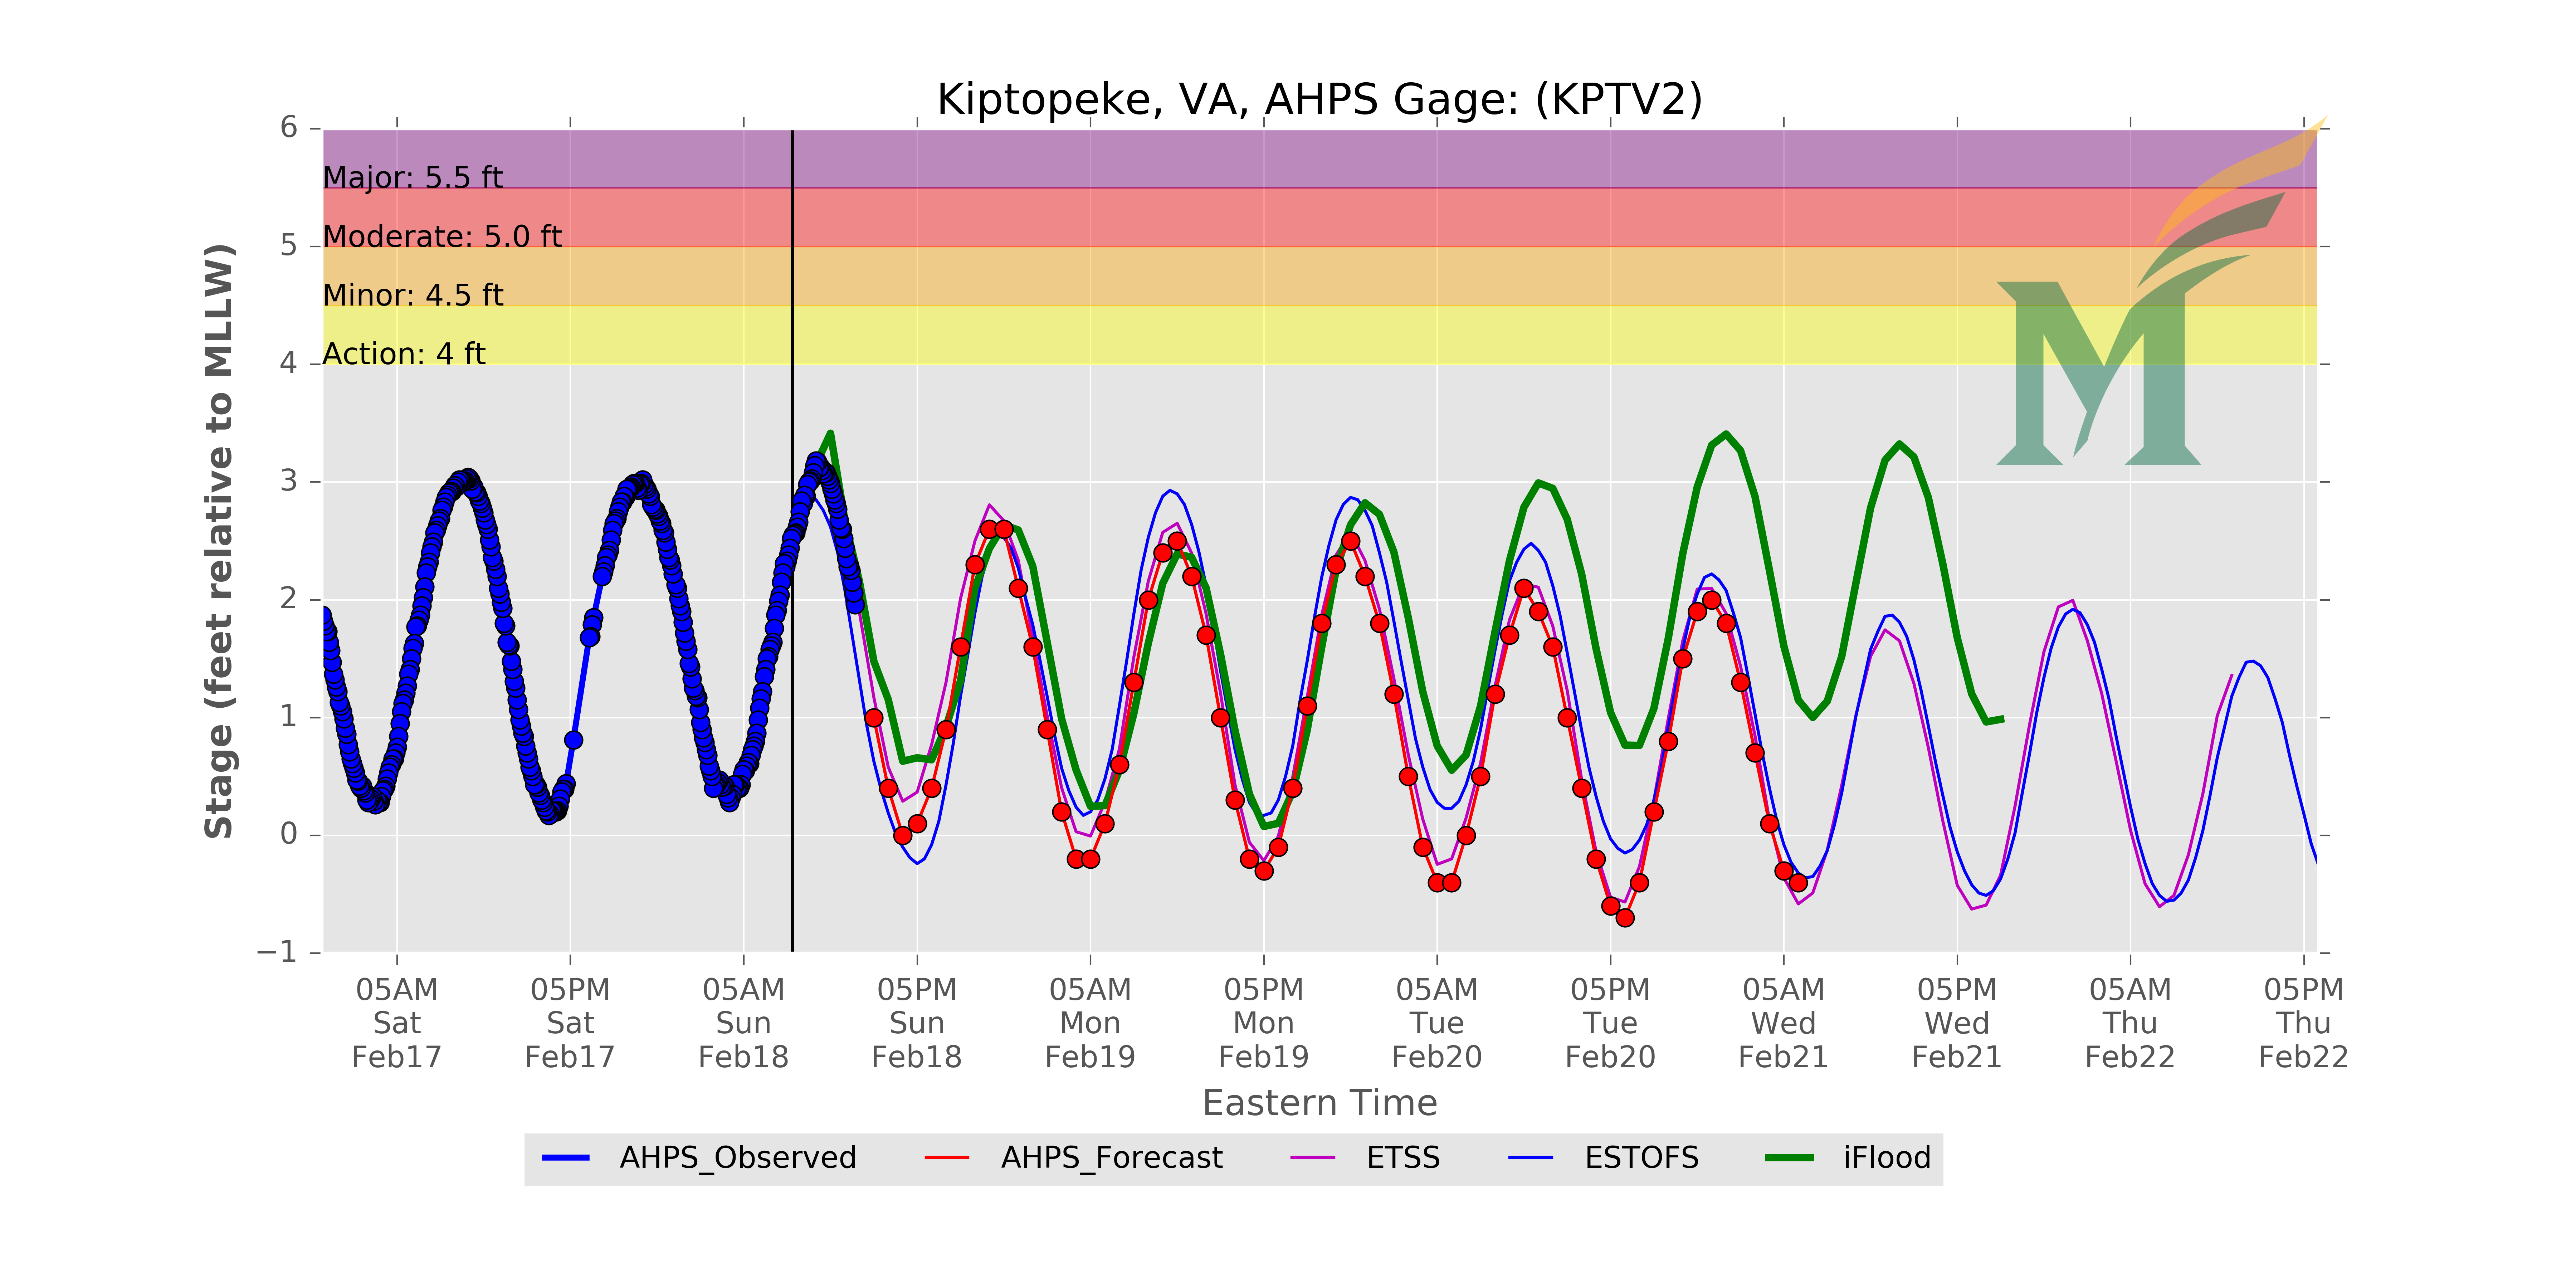 Kiptopeke, VA, AHPS Gage: (KPTV2)
Stage (feet relative to MLLW)
6
5
4
3
2
1
0
−1
Major: 5.5 ft
Moderate: 5.0 ft
Minor: 4.5 ft
Action: 4 ft
M
05AM 05PM 05AM 05PM 05AM 05PM 05AM 05PM 05AM 05PM 05AM 05PM
Sat Sat Sun Sun Mon Mon Tue Tue Wed Wed Thu Thu
Feb17 Feb17 Feb18 Feb18 Feb19 Feb19 Feb20 Feb20 Feb21 Feb21 Feb22 Feb22
Eastern Time
AHPS_Observed AHPS_Forecast ETSS ESTOFS iFlood